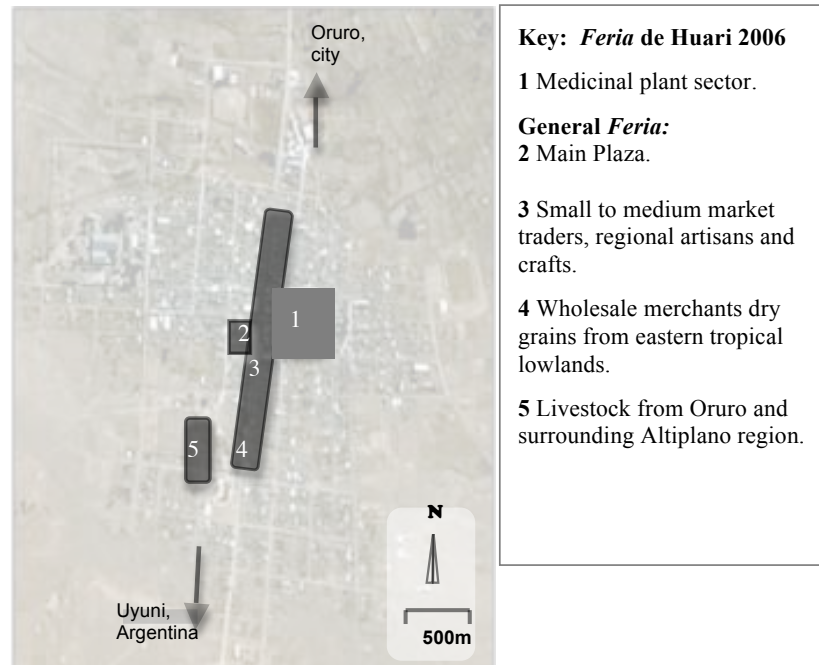 Oruro,
city
1
2
3
4
5
N
500m
Uyuni,
Argentina
Key: Feria de Huari 2006
1 Medicinal plant sector.
General Feria:
2 Main Plaza.
3 Small to medium market
traders, regional artisans and
crafts.
4 Wholesale merchants dry
grains from eastern tropical
lowlands.
5 Livestock from Oruro and
surrounding Altiplano region.